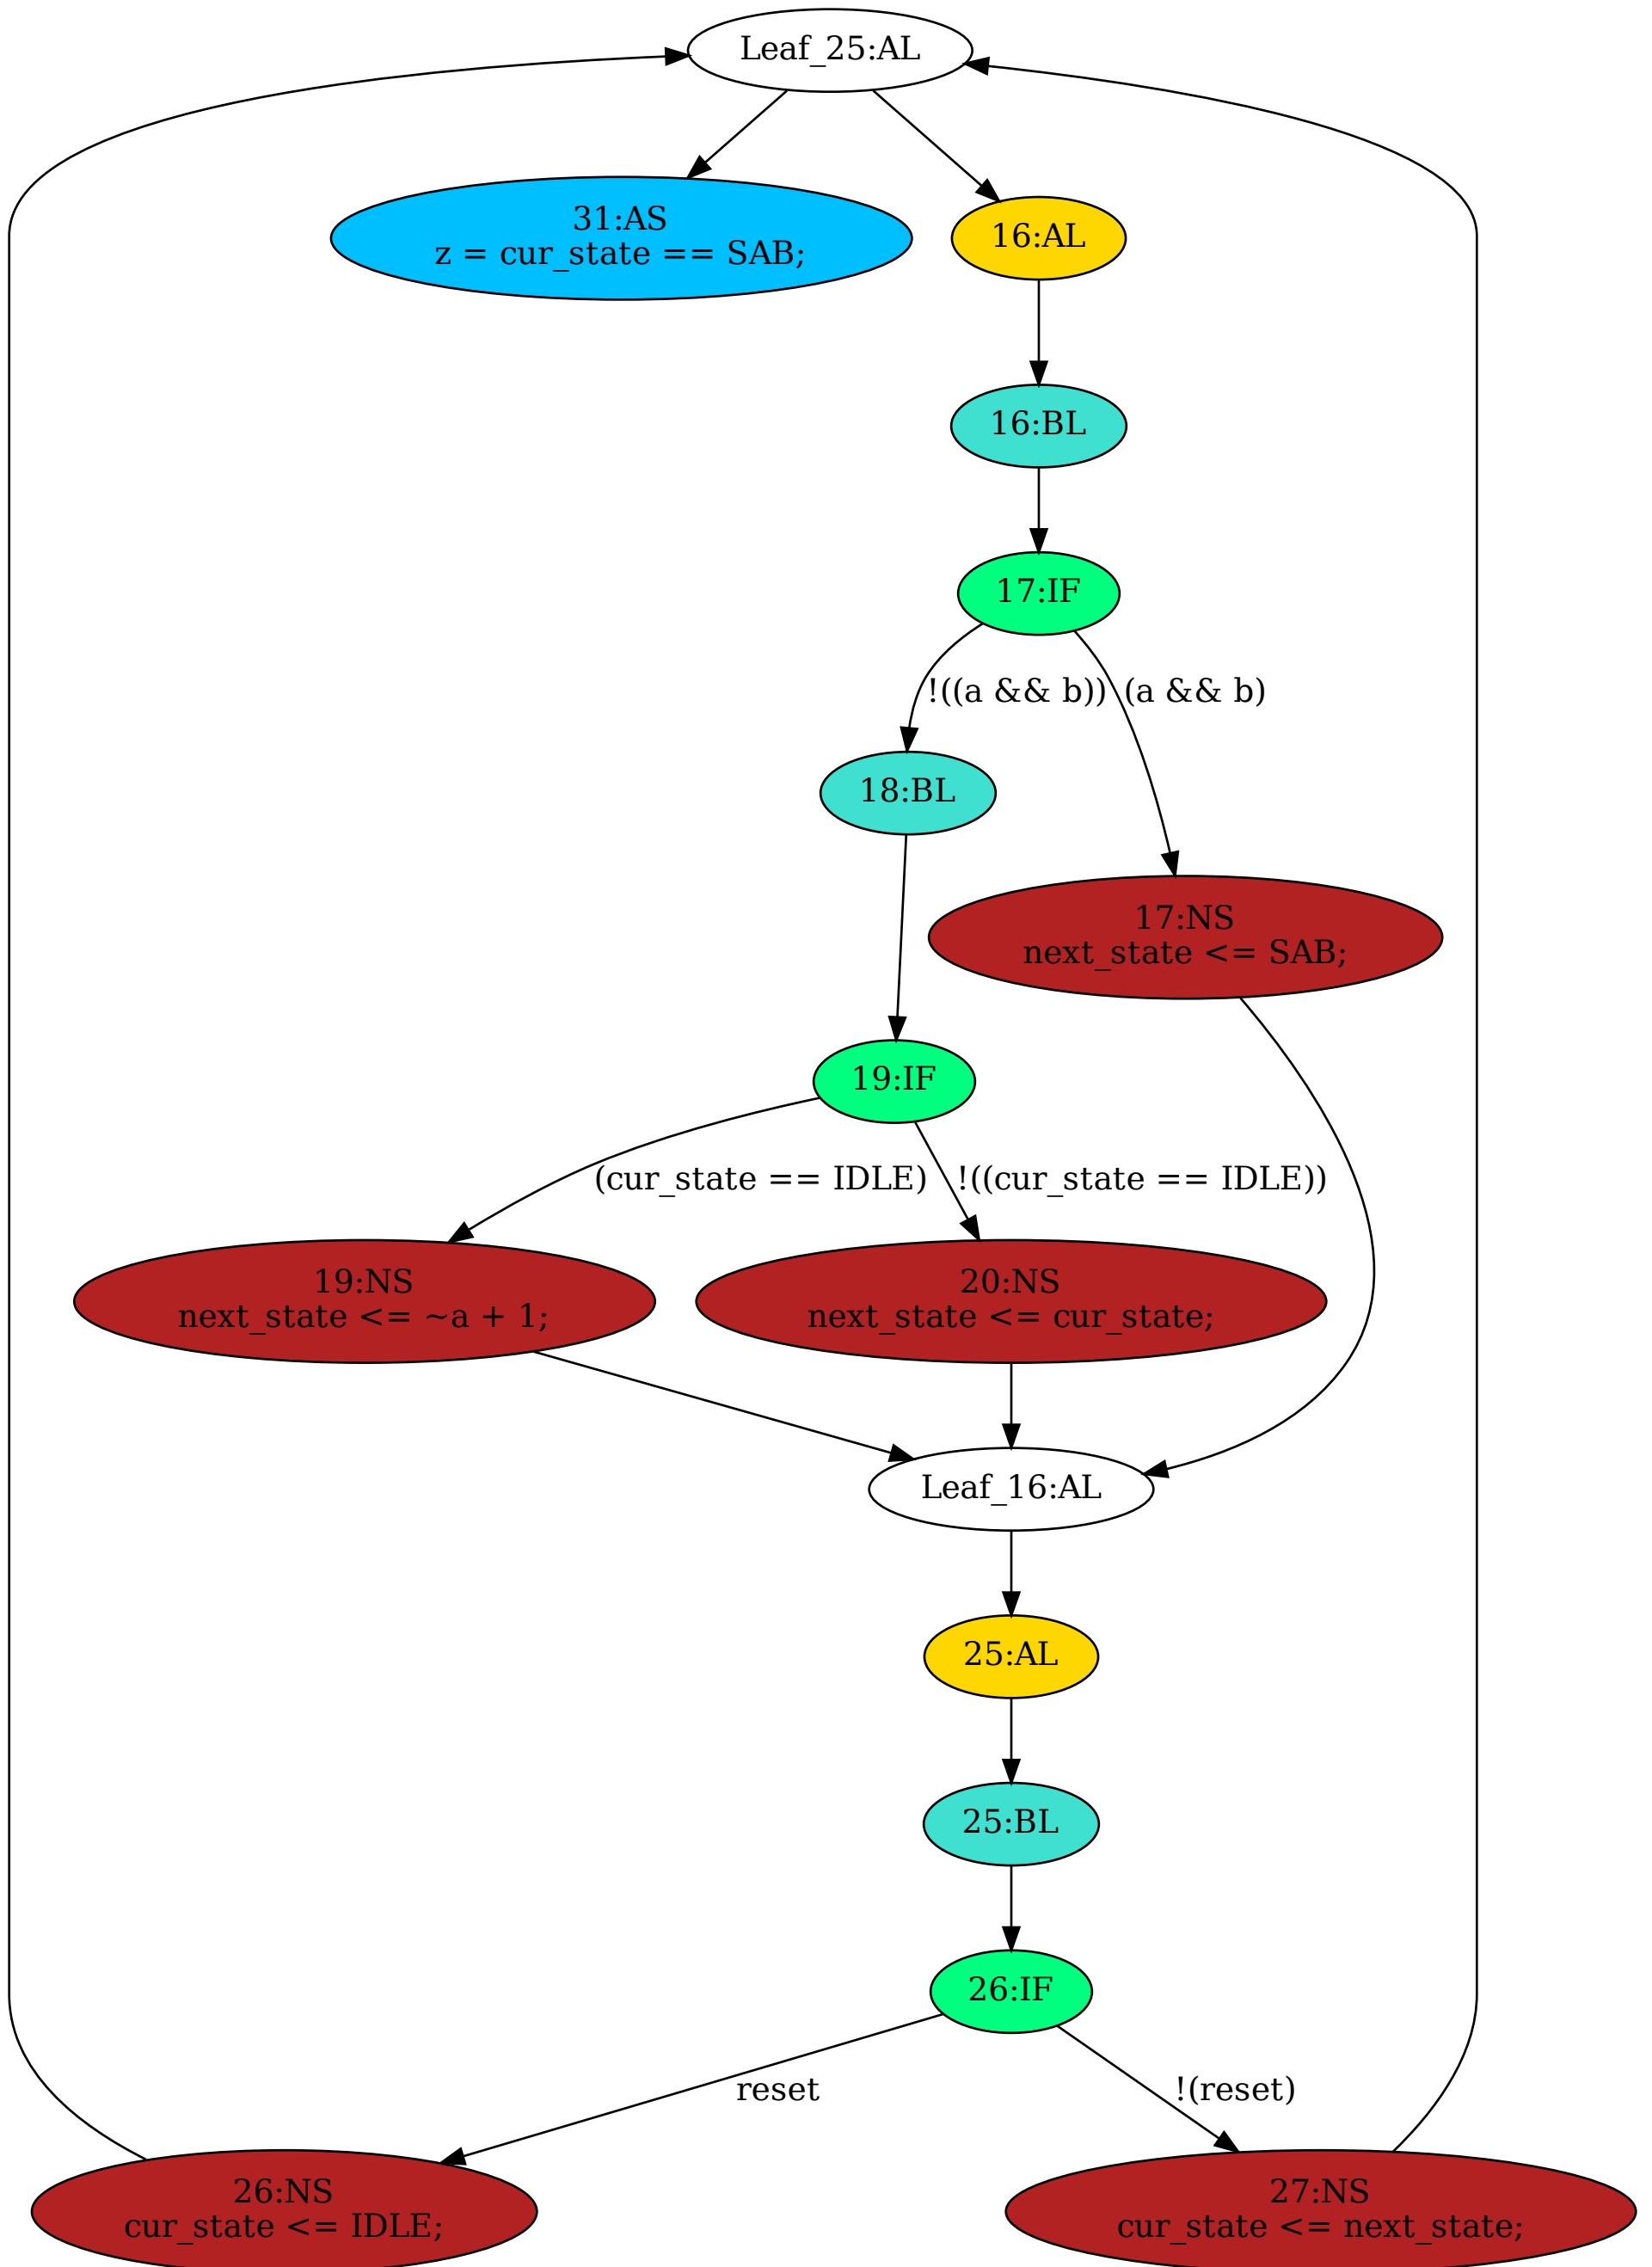 Leaf_25:AL
31:AS
z = cur_state == SAB;
16:AL
16:BL
17:IF
!((a && b))
(a && b)
18:BL
17:NS
next_state <= SAB;
19:IF
(cur_state == IDLE)
!((cur_state == IDLE))
19:NS
next_state <= ~a + 1;
20:NS
next_state <= cur_state;
Leaf_16:AL
25:AL
25:BL
26:IF
reset
!(reset)
26:NS
cur_state <= IDLE;
27:NS
cur_state <= next_state;